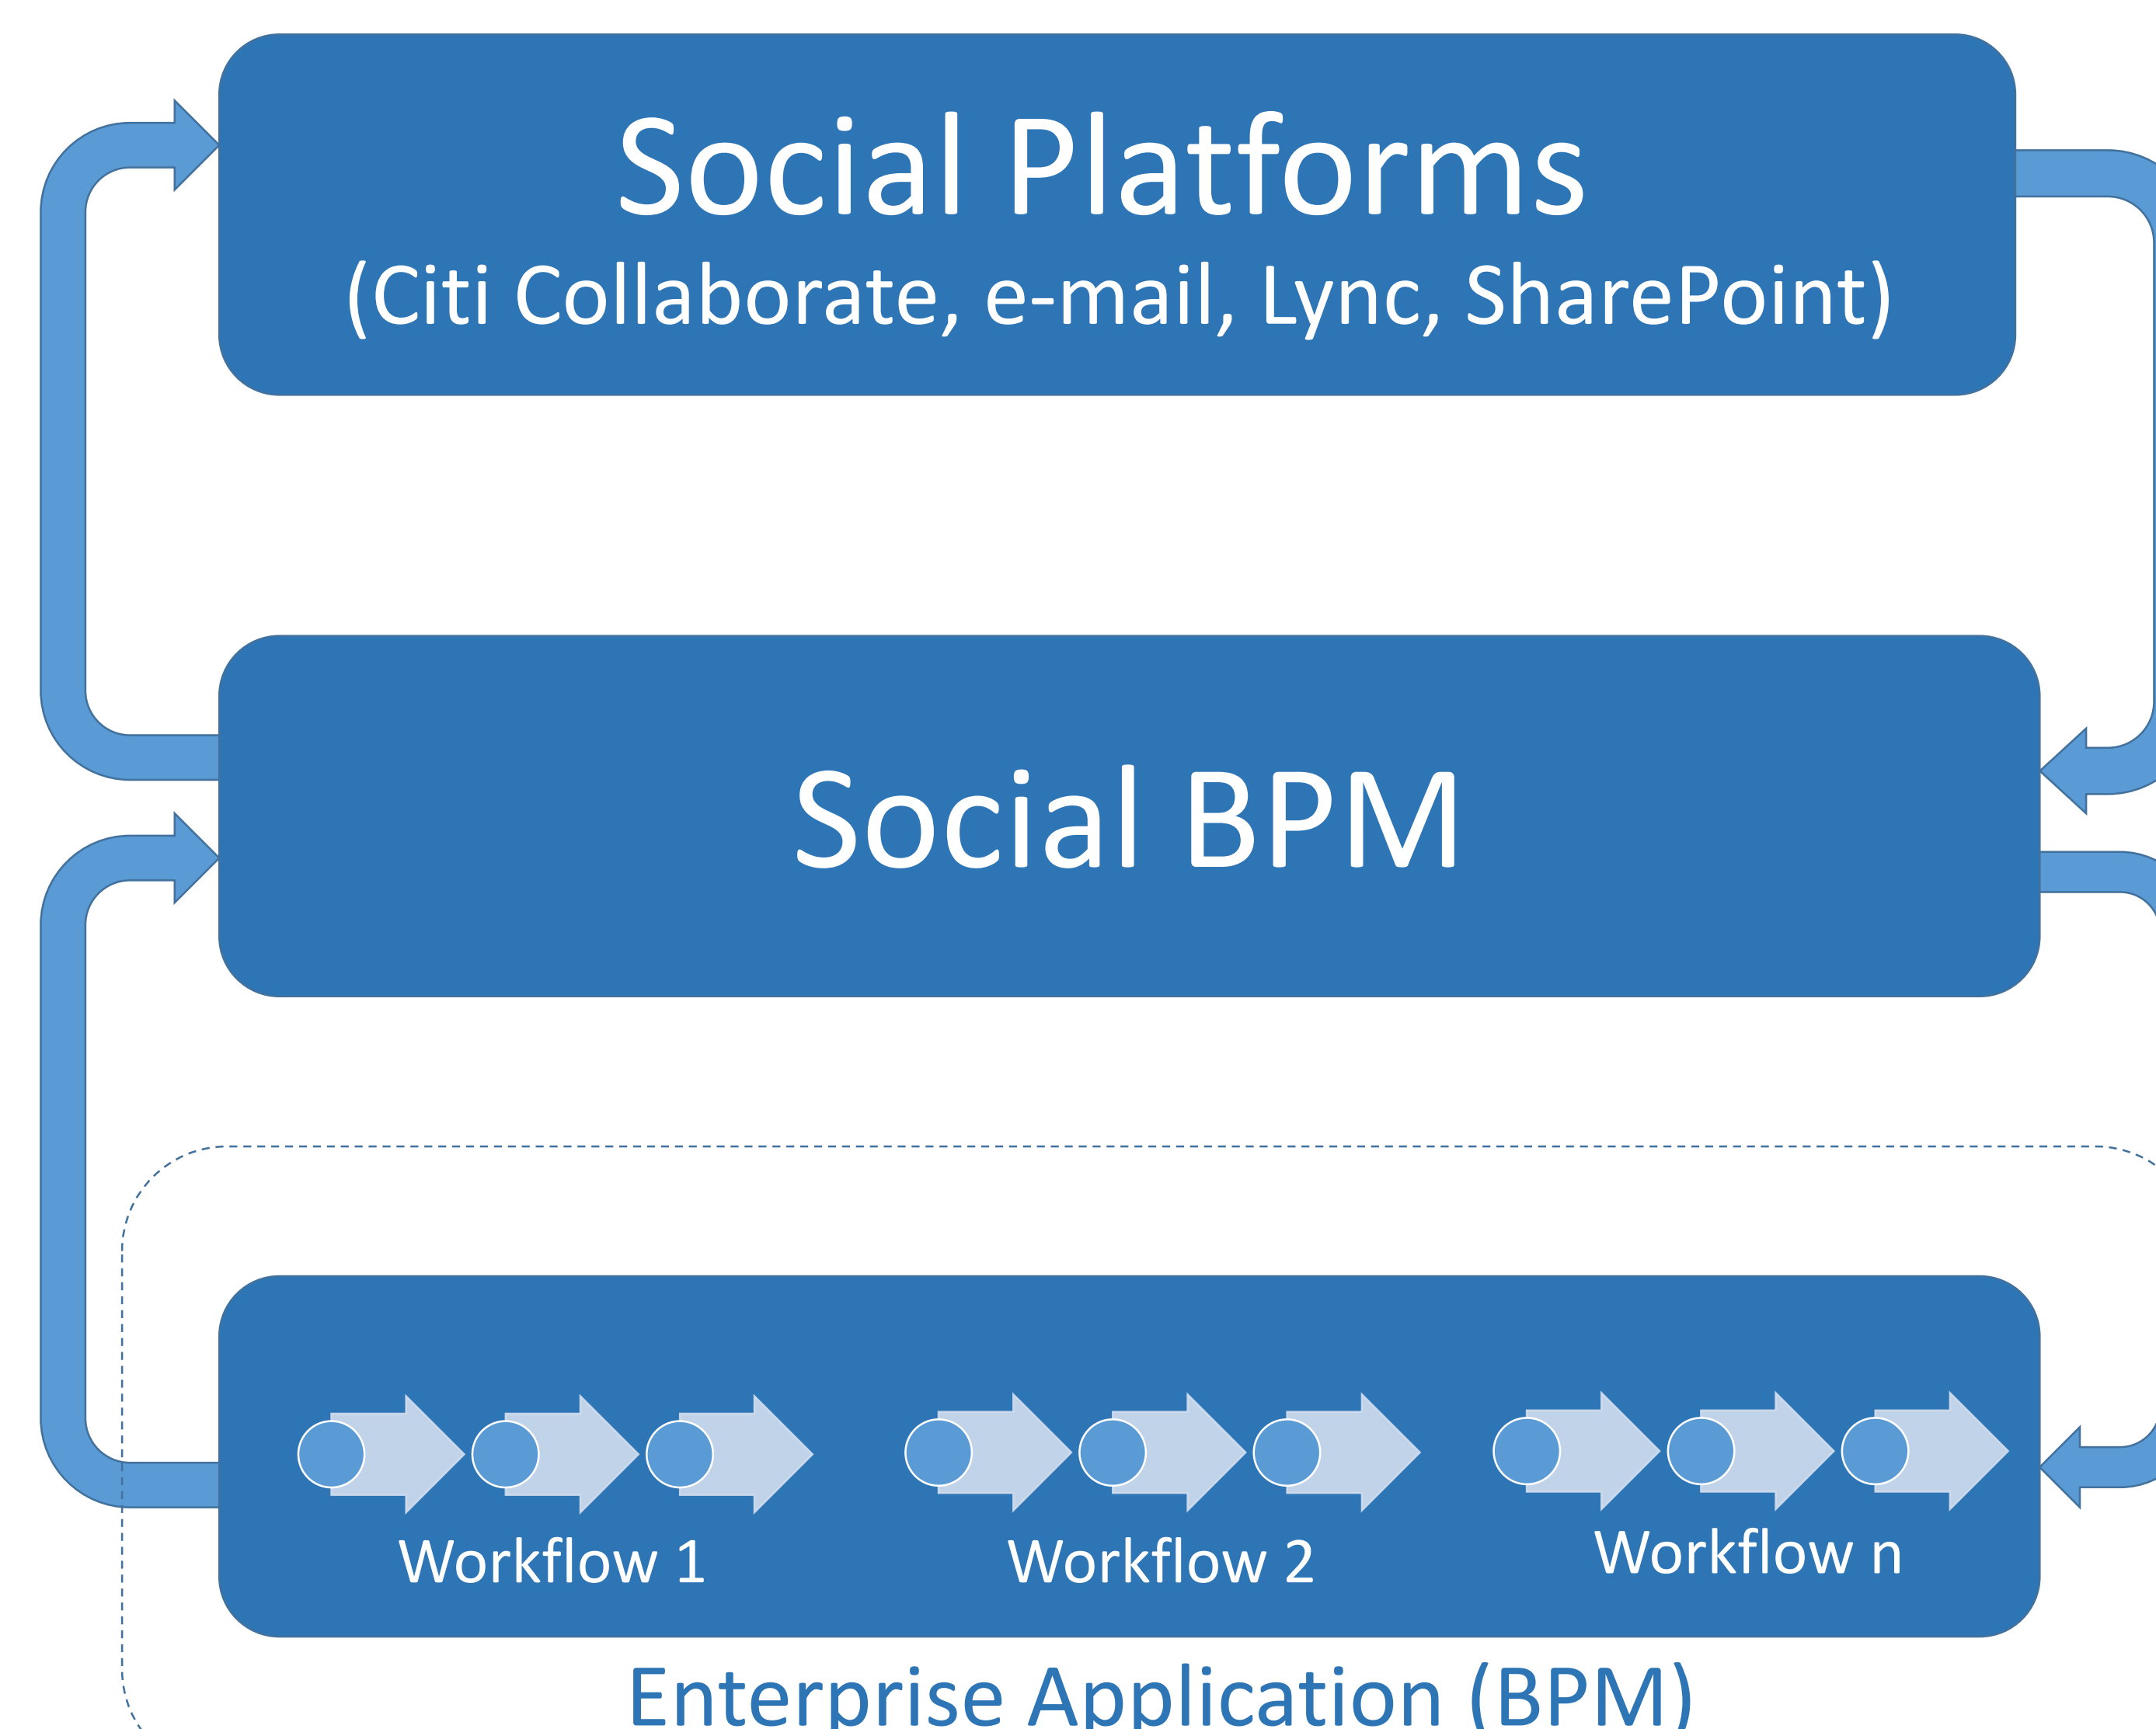 Social Platforms
(Citi Collaborate, e-mail, Lync, SharePoint)
Social BPM
Workflow 1
Workflow 2
Workflow n
Enterprise Application (BPM)